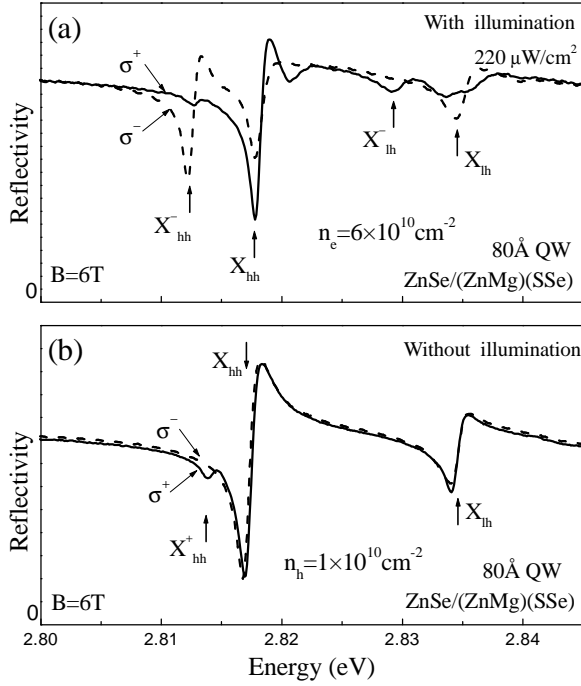 (a)
With illumination
220 μW/cm²
σ⁺
σ⁻
X⁻lh
Xlh
X⁻hh
Xhh
nₑ=6×10¹⁰cm⁻²
B=6T
80Å QW
ZnSe/(ZnMg)(SSe)
0
Reflectivity
(b)
Without illumination
Xhh
σ⁻
σ⁺
X⁺hh
Xlh
nₕ=1×10¹⁰cm⁻²
B=6T
80Å QW
ZnSe/(ZnMg)(SSe)
0
Reflectivity
2.80 2.81 2.82 2.83 2.84
Energy (eV)